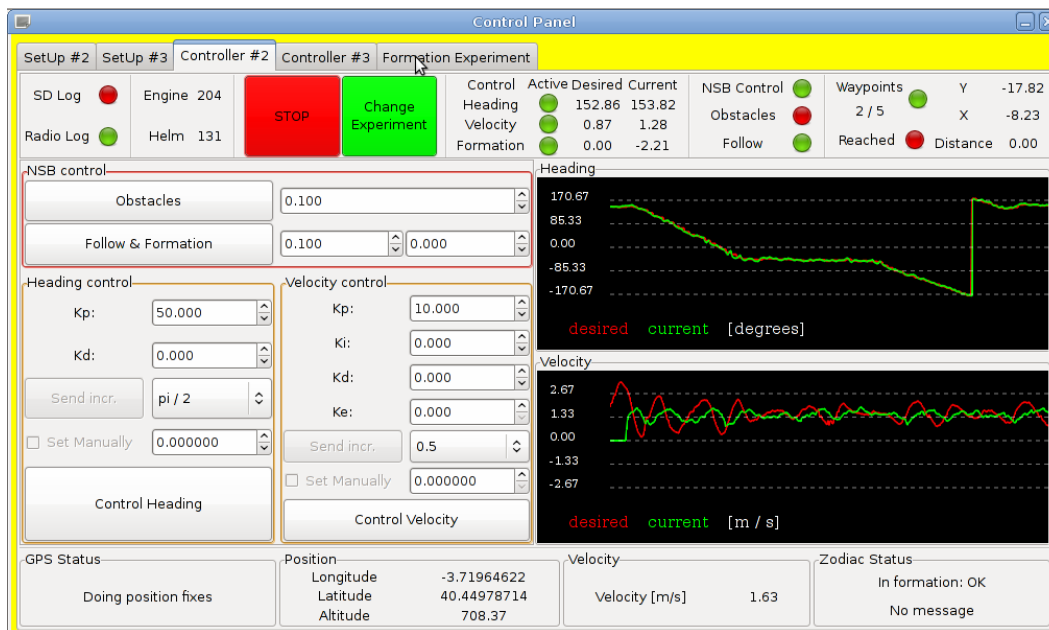 Control Panel
SetUp #2 SetUp #3 Controller #2 Controller #3 Formation Experiment
SD Log
Radio Log
Engine 204
Helm 131
STOP
Change
Experiment
Control Active Desired Current
Heading 152.86 153.82
Velocity 0.87 1.28
Formation 0.00 -2.21
NSB Control
Obstacles
Follow
Waypoints
2 / 5
Reached
Y -17.82
X -8.23
Distance 0.00
NSB control
Obstacles 0.100
Follow & Formation 0.100 0.000
Heading control
Kp: 50.000
Kd: 0.000
Send incr. pi / 2
Set Manually 0.000000
Control Heading
Velocity control
Kp: 10.000
Ki: 0.000
Kd: 0.000
Ke: 0.000
Send incr. 0.5
Set Manually 0.000000
Control Velocity
Heading
170.67
85.33
0.00
-85.33
-170.67
desired current [degrees]
Velocity
2.67
1.33
0.00
-1.33
-2.67
desired current [m / s]
GPS Status
Doing position fixes
Position
Longitude -3.71964622
Latitude 40.44978714
Altitude 708.37
Velocity
Velocity [m/s] 1.63
Zodiac Status
In formation: OK
No message